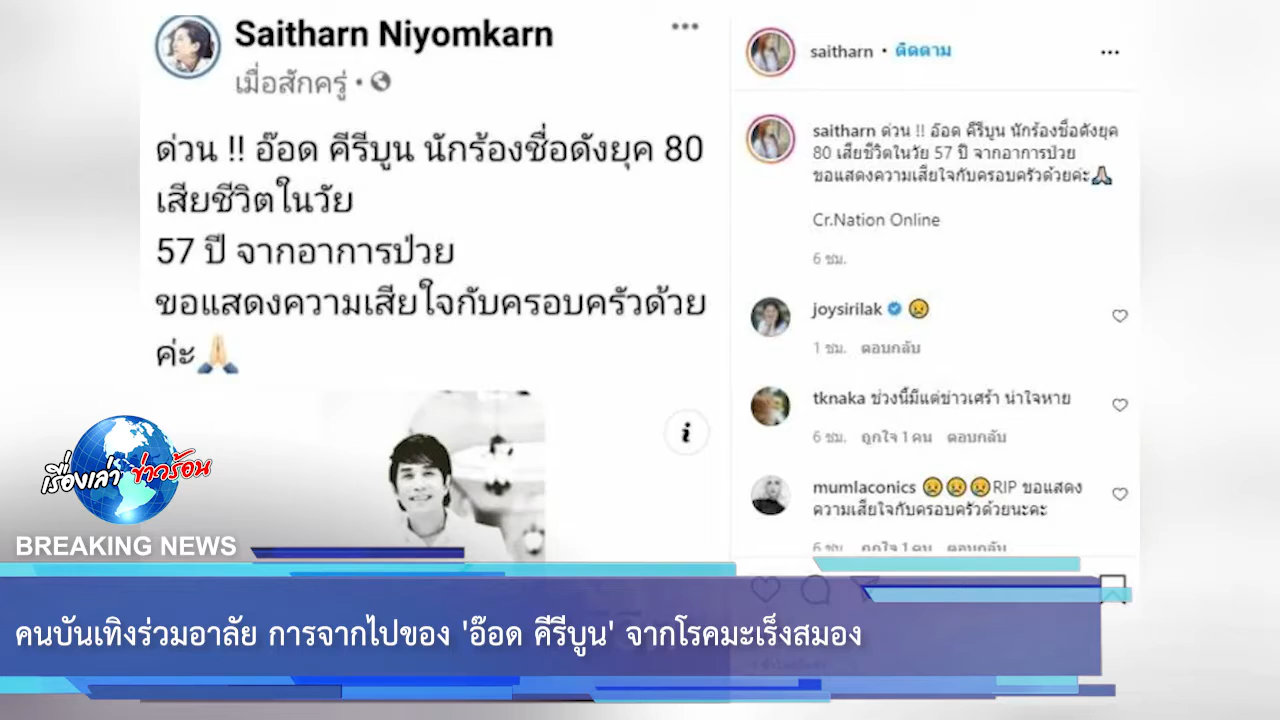 Saitharn Niyomkarn
เมื่อสักครู่ ·
ด่วน !! อ๊อด คีรีบูน นักร้องชื่อดังยุค 80
เสียชีวิตในวัย
57 ปี จากอาการป่วย
ขอแสดงความเสียใจกับครอบครัวด้วย
ค่ะ🙏🏻
saitharn • ติดตาม
saitharn ด่วน !! อ๊อด คีรีบูน นักร้องชื่อดังยุค
80 เสียชีวิตในวัย 57 ปี จากอาการป่วย
ขอแสดงความเสียใจกับครอบครัวด้วยค่ะ🙏🏻
Cr.Nation Online
6 ชม.
joysirilak 😢
1 ชม. ตอบกลับ
tknaka ช่วงนี้มีแต่ข่าวเศร้า น่าใจหาย
6 ชม. ถูกใจ 1 คน ตอบกลับ
mumlaconics 😢😢😢RIP ขอแสดง
ความเสียใจกับครอบครัวด้วยนะคะ
6 ชม. ถูกใจ 1 คน ตอบกลับ
เรื่องเล่า ข่าวร้อน
BREAKING NEWS
คนบันเทิงร่วมอาลัย การจากไปของ 'อ๊อด คีรีบูน' จากโรคมะเร็งสมอง